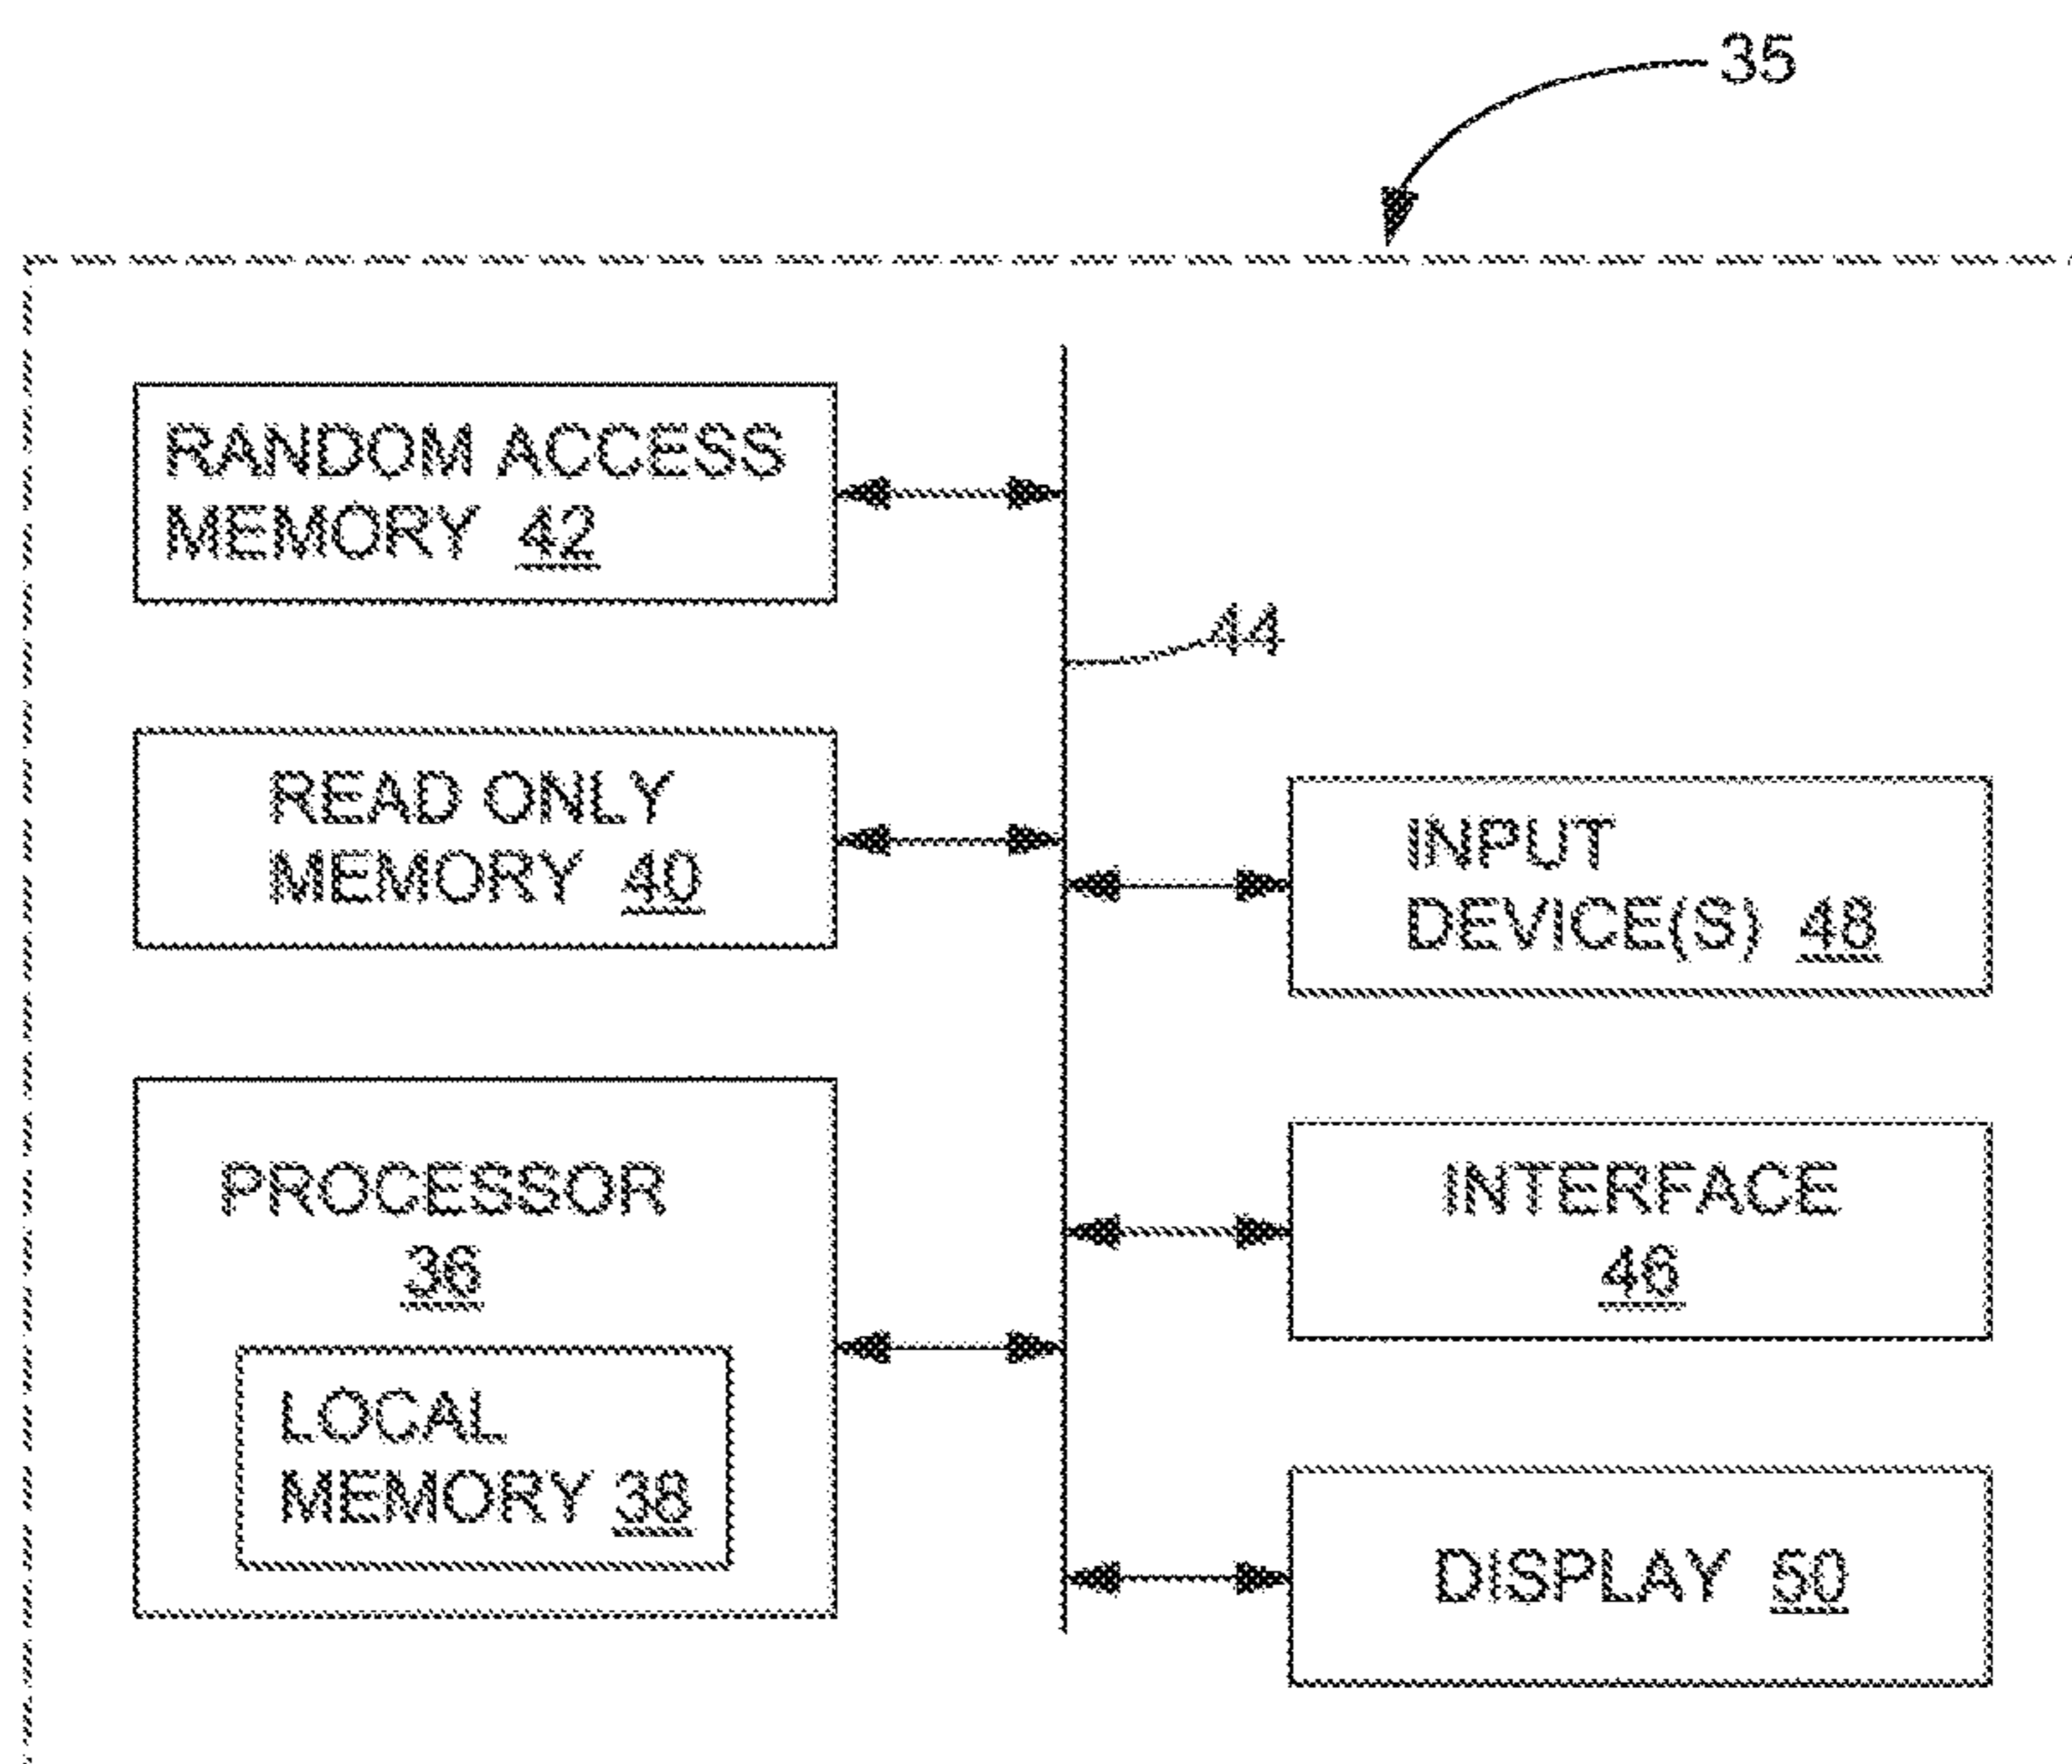 35
RANDOM ACCESS
MEMORY 42
44
READ ONLY
MEMORY 40
INPUT
DEVICE(S) 48
PROCESSOR
36
INTERFACE
46
LOCAL
MEMORY 38
DISPLAY 50